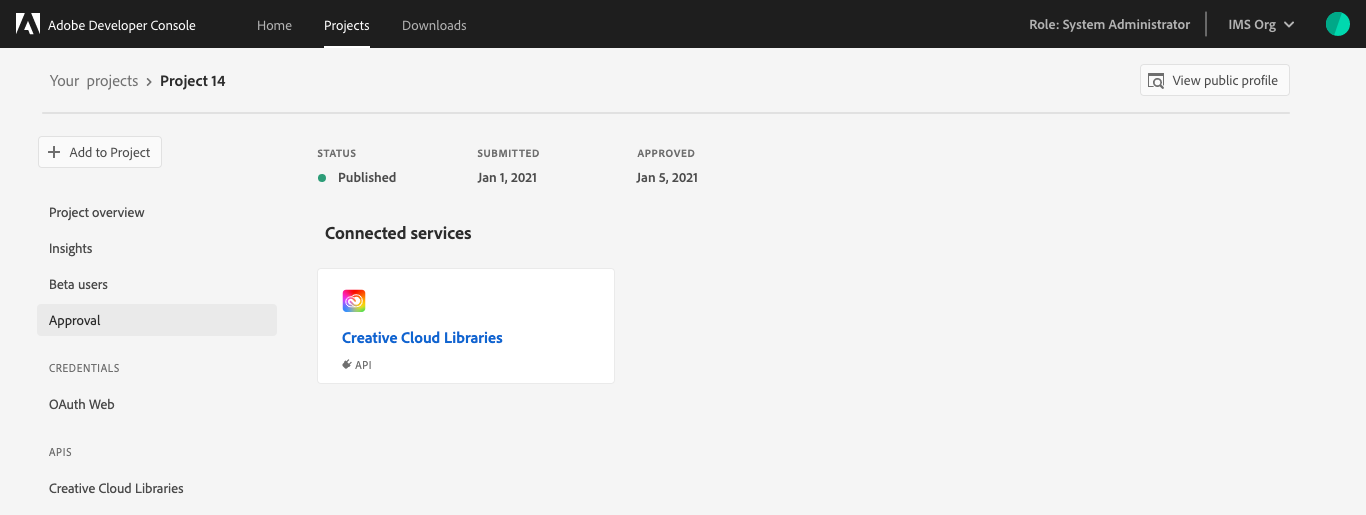 Adobe Developer Console Home Projects Downloads Role: System Administrator IMS Org
Your projects > Project 14 View public profile
Add to Project
Project overview
Insights
Beta users
Approval
CREDENTIALS
OAuth Web
APIS
Creative Cloud Libraries
STATUS SUBMITTED APPROVED
Published Jan 1, 2021 Jan 5, 2021
Connected services
Creative Cloud Libraries
API